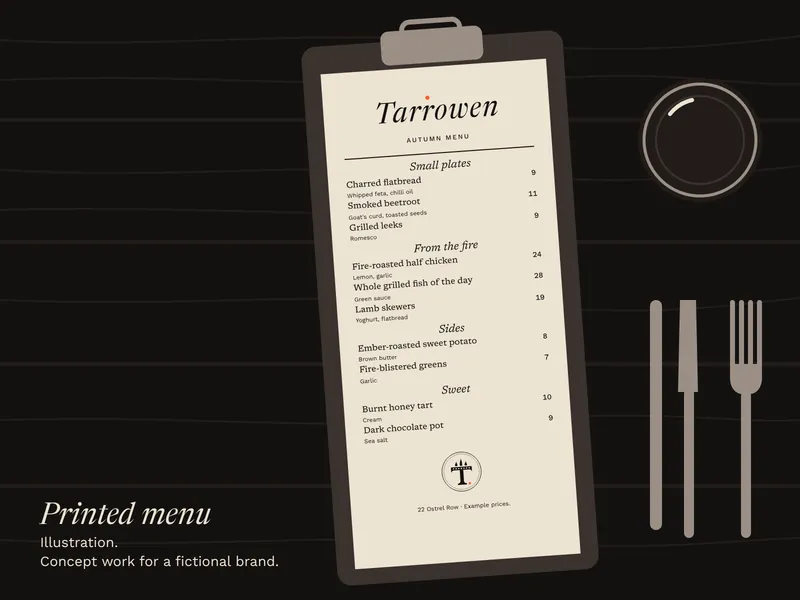 Tarrowen
AUTUMN MENU
Small plates
Charred flatbread 9
Whipped feta, chilli oil
Smoked beetroot 11
Goat's curd, toasted seeds
Grilled leeks 9
Romesco
From the fire
Fire-roasted half chicken 24
Lemon, garlic
Whole grilled fish of the day 28
Green sauce
Lamb skewers 19
Yoghurt, flatbread
Sides
Ember-roasted sweet potato 8
Brown butter
Fire-blistered greens 7
Garlic
Sweet
Burnt honey tart 10
Cream
Dark chocolate pot 9
Sea salt
22 Ostrel Row · Example prices.
Printed menu
Illustration.
Concept work for a fictional brand.